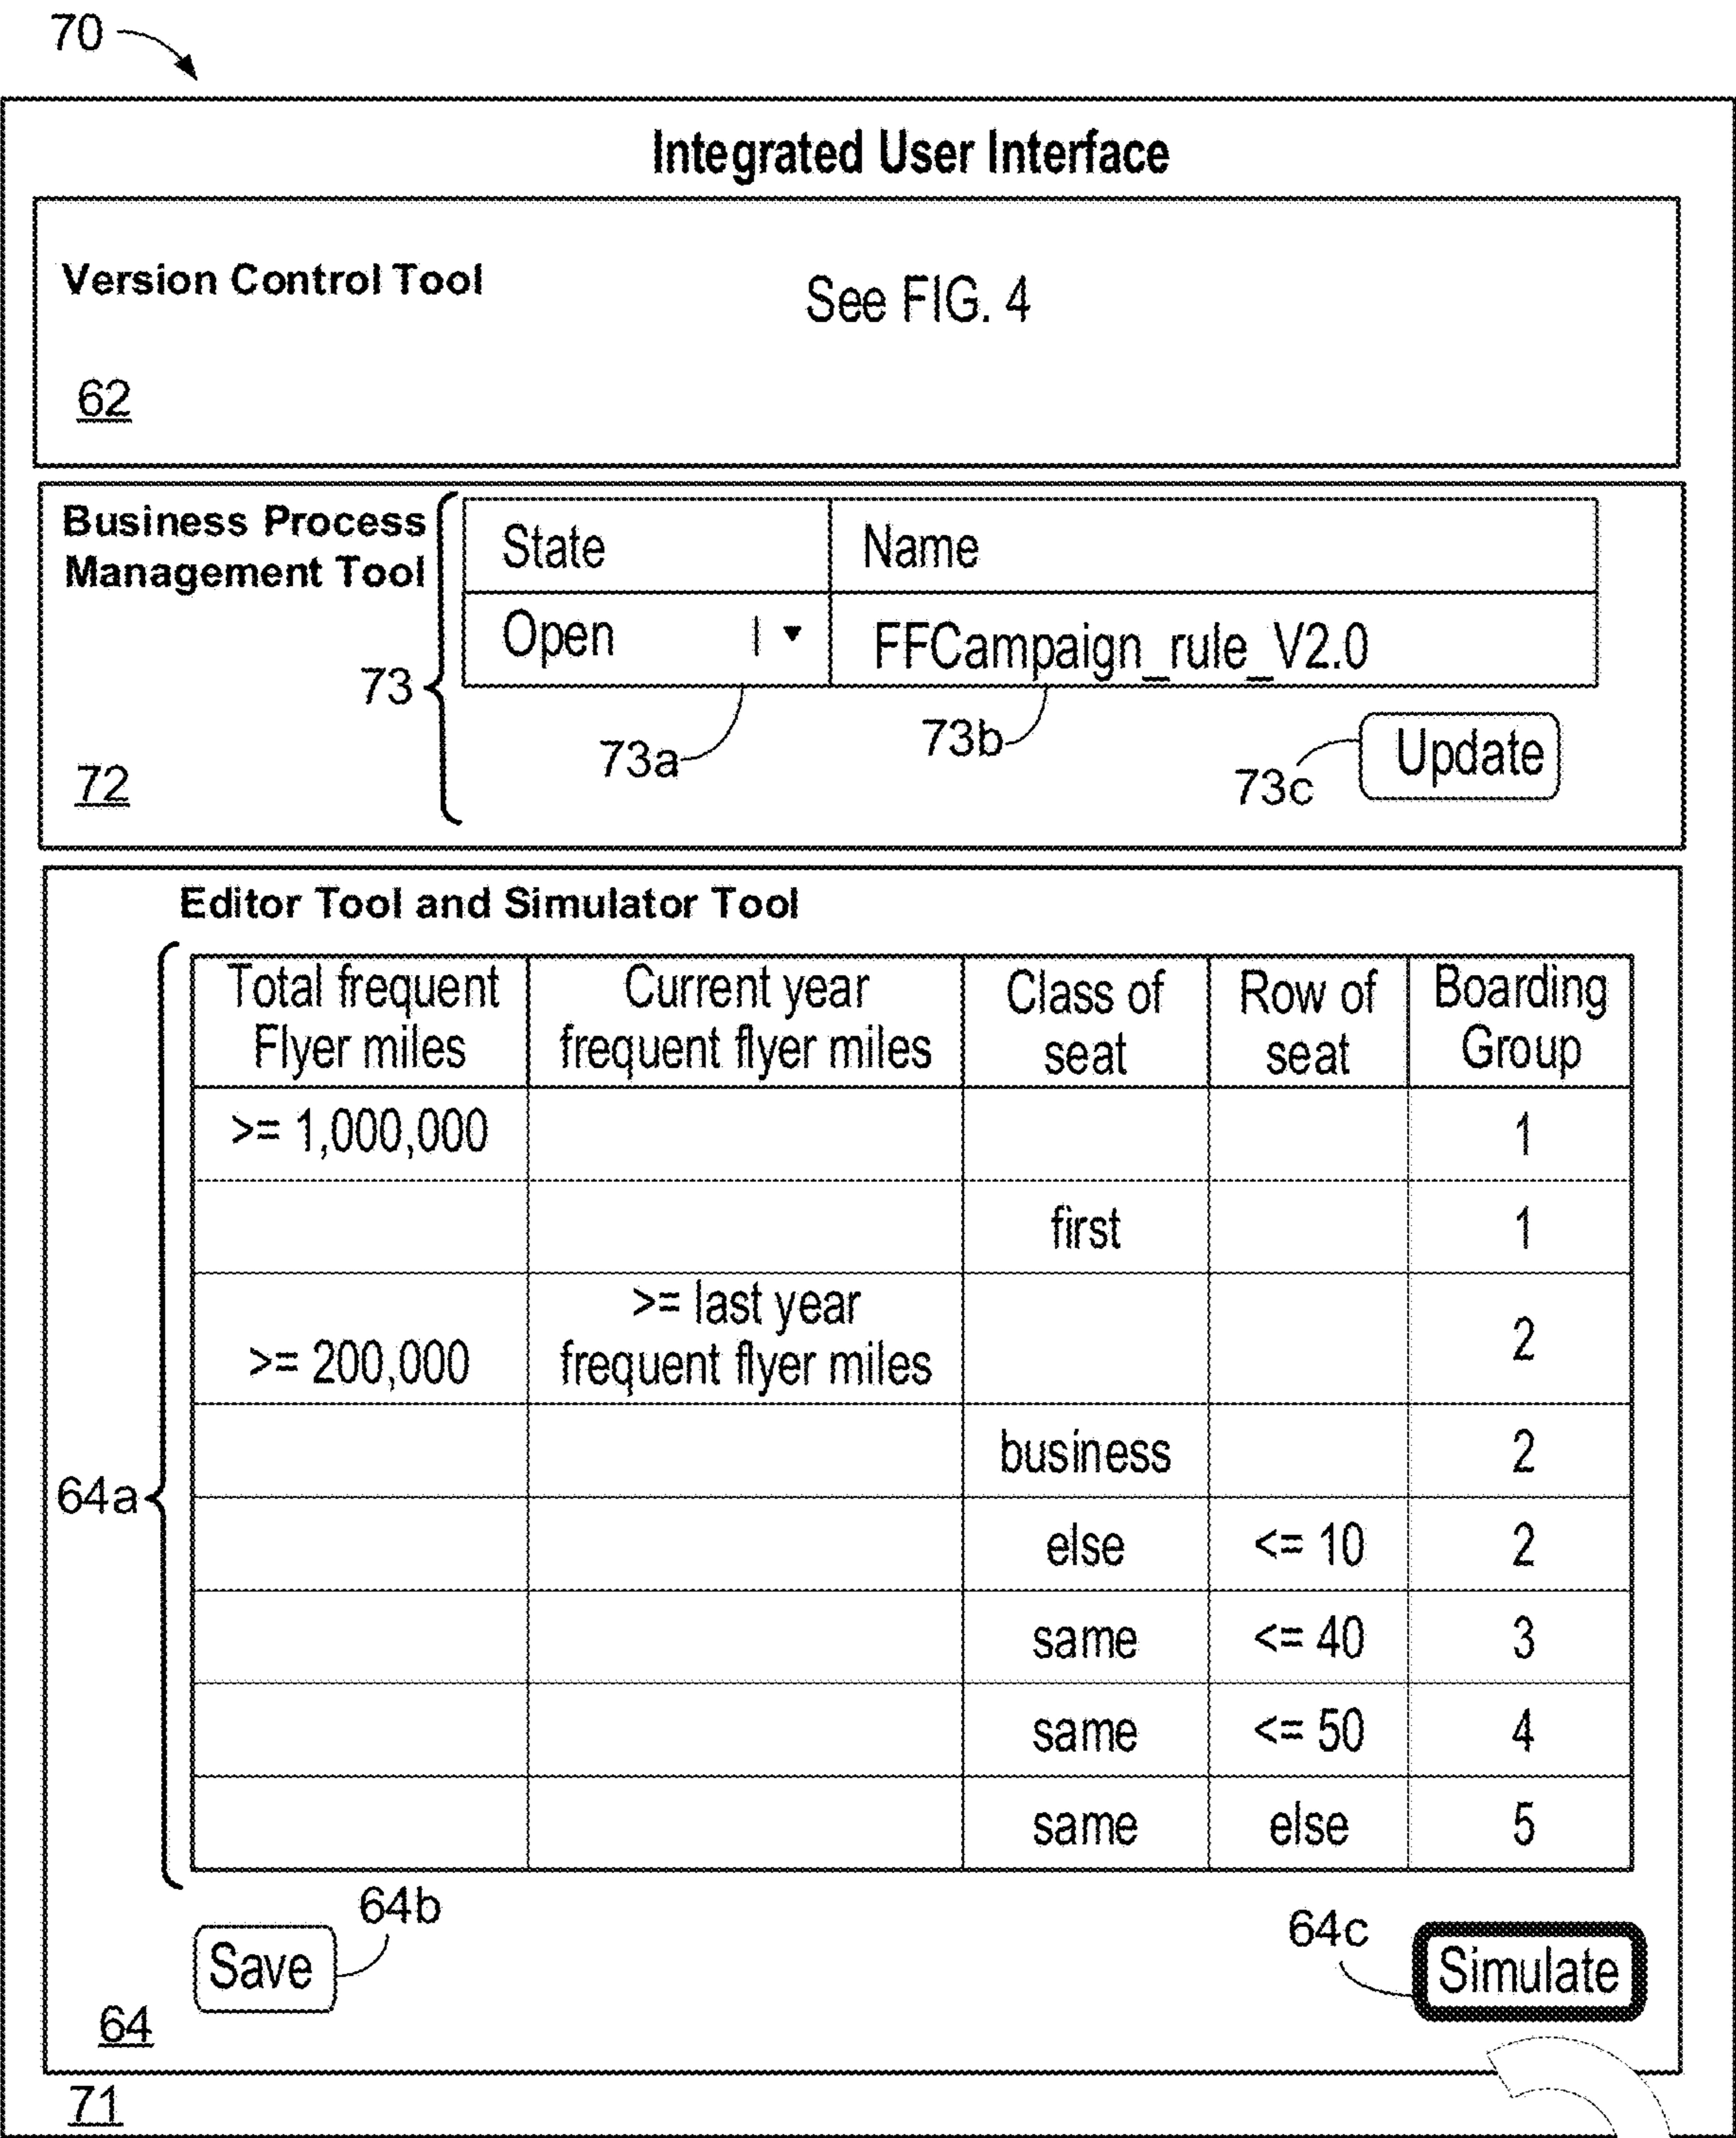 70
Integrated User Interface
Version Control Tool
See FIG. 4
62
Business Process
Management Tool
State
Name
Open
FFCampaign_rule_V2.0
73
73a
73b
73c
Update
72
Editor Tool and Simulator Tool
Total frequent
Flyer miles
Current year
frequent flyer miles
Class of
seat
Row of
seat
Boarding
Group
>= 1,000,000
1
first
1
>= 200,000
>= last year
frequent flyer miles
2
business
2
64a
else
<= 10
2
same
<= 40
3
same
<= 50
4
same
else
5
64b
Save
64c
Simulate
64
71